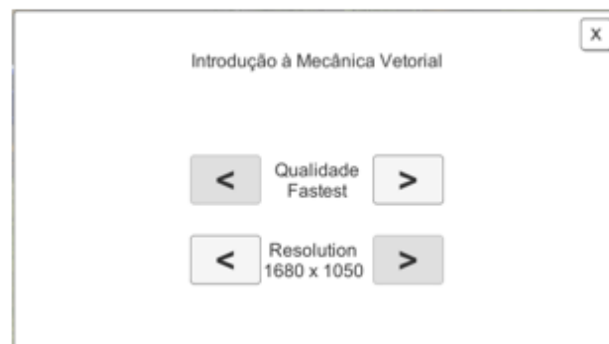 X
Introdução à Mecânica Vetorial
< Qualidade >
Fastest
< Resolution >
1680 x 1050